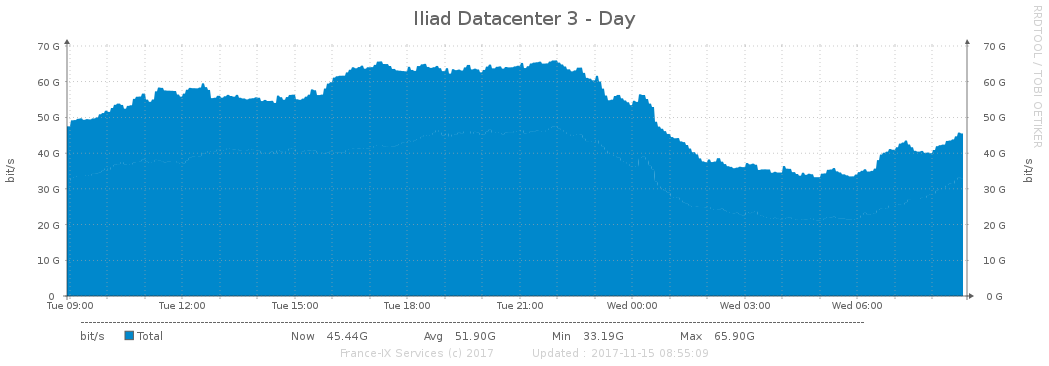 Iliad Datacenter 3 - Day
RRDTOOL / TOBI OETIKER
70 G 70 G
60 G 60 G
50 G 50 G
40 G 40 G
30 G 30 G
20 G 20 G
10 G 10 G
0 0 G
bit/s bit/s
Tue 09:00 Tue 12:00 Tue 15:00 Tue 18:00 Tue 21:00 Wed 00:00 Wed 03:00 Wed 06:00
bit/s Total Now 45.44G Avg 51.90G Min 33.19G Max 65.90G
France-IX Services (c) 2017 Updated : 2017-11-15 08:55:09